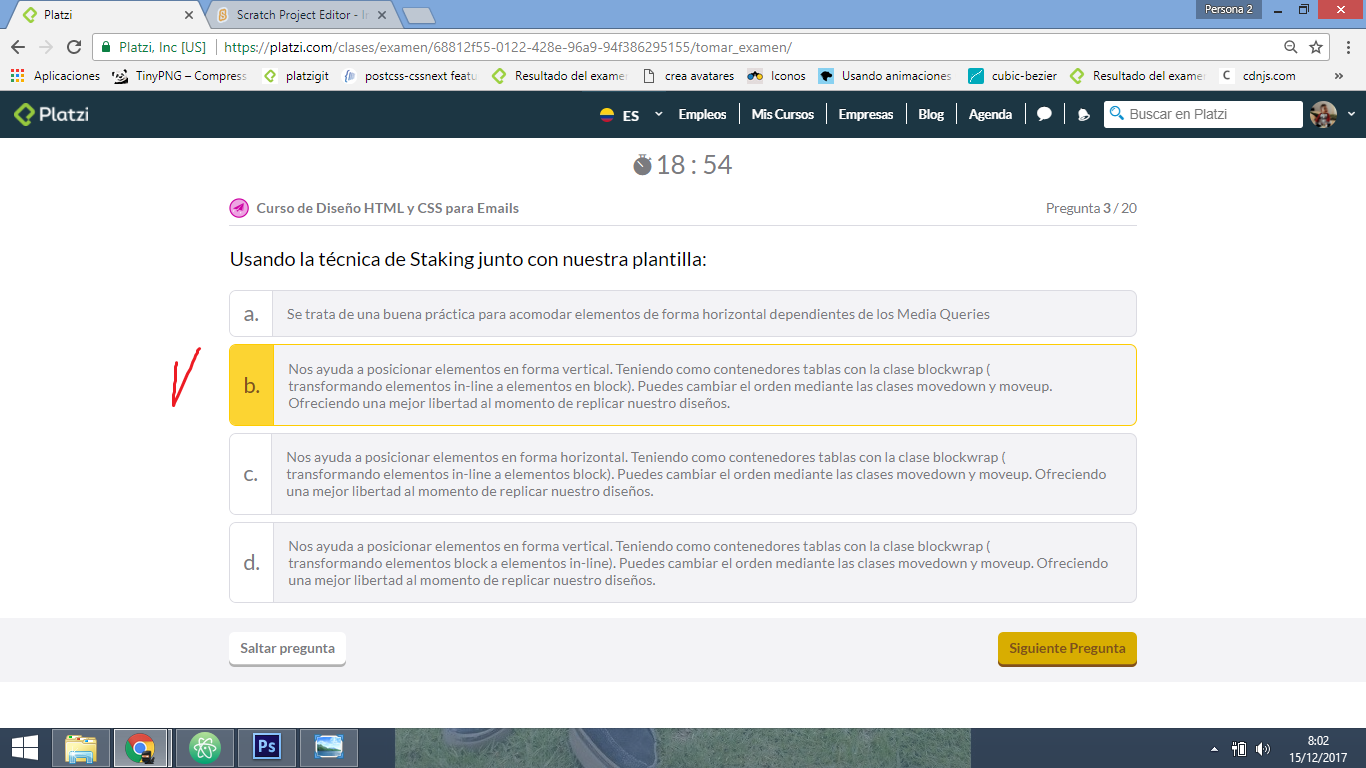 Platzi
Scratch Project Editor - I
Persona 2
Platzi, Inc [US]
https://platzi.com/clases/examen/68812f55-0122-428e-96a9-94f386295155/tomar_examen/
Aplicaciones
TinyPNG – Compress
platzigit
postcss-cssnext featu
Resultado del exame
crea avatares
Iconos
Usando animaciones
cubic-bezier
Resultado del exame
cdnjs.com
»
Platzi
ES
Empleos
Mis Cursos
Empresas
Blog
Agenda
Buscar en Platzi
18 : 54
Curso de Diseño HTML y CSS para Emails
Pregunta 3 / 20
Usando la técnica de Staking junto con nuestra plantilla:
a.
Se trata de una buena práctica para acomodar elementos de forma horizontal dependientes de los Media Queries
b.
Nos ayuda a posicionar elementos en forma vertical. Teniendo como contenedores tablas con la clase blockwrap (
transformando elementos in-line a elementos en block). Puedes cambiar el orden mediante las clases movedown y moveup.
Ofreciendo una mejor libertad al momento de replicar nuestro diseños.
c.
Nos ayuda a posicionar elementos en forma horizontal. Teniendo como contenedores tablas con la clase blockwrap (
transformando elementos in-line a elementos block). Puedes cambiar el orden mediante las clases movedown y moveup. Ofreciendo
una mejor libertad al momento de replicar nuestro diseños.
d.
Nos ayuda a posicionar elementos en forma vertical. Teniendo como contenedores tablas con la clase blockwrap (
transformando elementos block a elementos in-line). Puedes cambiar el orden mediante las clases movedown y moveup. Ofreciendo
una mejor libertad al momento de replicar nuestro diseños.
Saltar pregunta
Siguiente Pregunta
Ps
8:02
15/12/2017